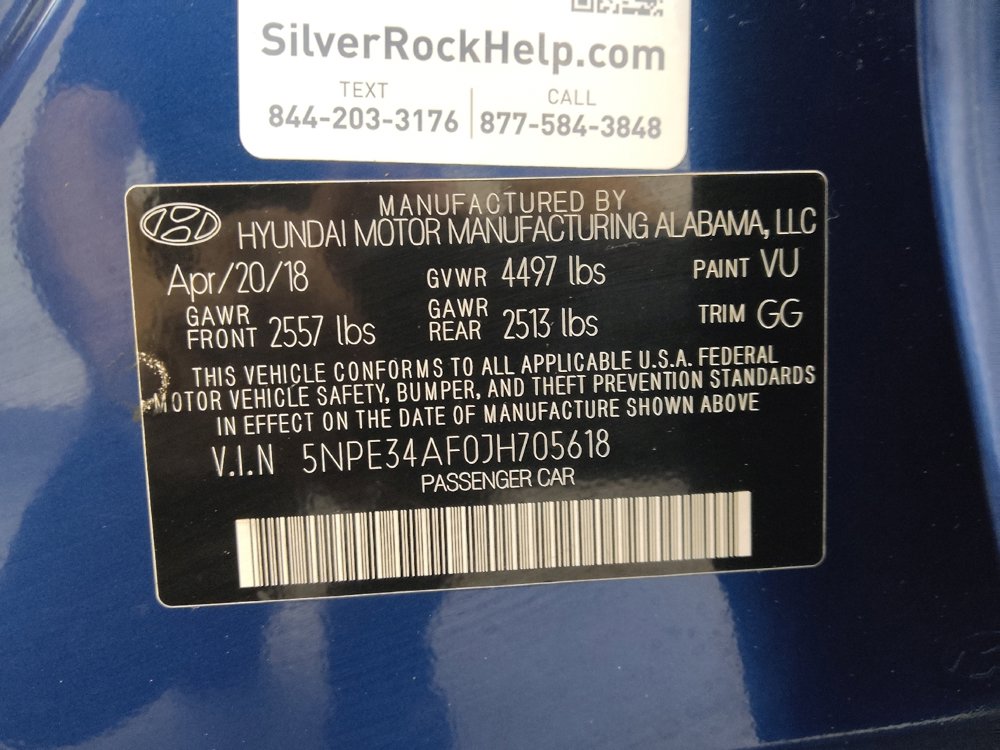 SilverRockHelp.com
TEXT
844-203-3176
CALL
877-584-3848
MANUFACTURED BY
HYUNDAI MOTOR MANUFACTURING ALABAMA, LLC
Apr/20/18 GVWR 4497 lbs PAINT VU
GAWR FRONT 2557 lbs GAWR REAR 2513 lbs TRIM GG
THIS VEHICLE CONFORMS TO ALL APPLICABLE U.S.A. FEDERAL
MOTOR VEHICLE SAFETY, BUMPER, AND THEFT PREVENTION STANDARDS
IN EFFECT ON THE DATE OF MANUFACTURE SHOWN ABOVE
V.I.N 5NPE34AF0JH705618
PASSENGER CAR